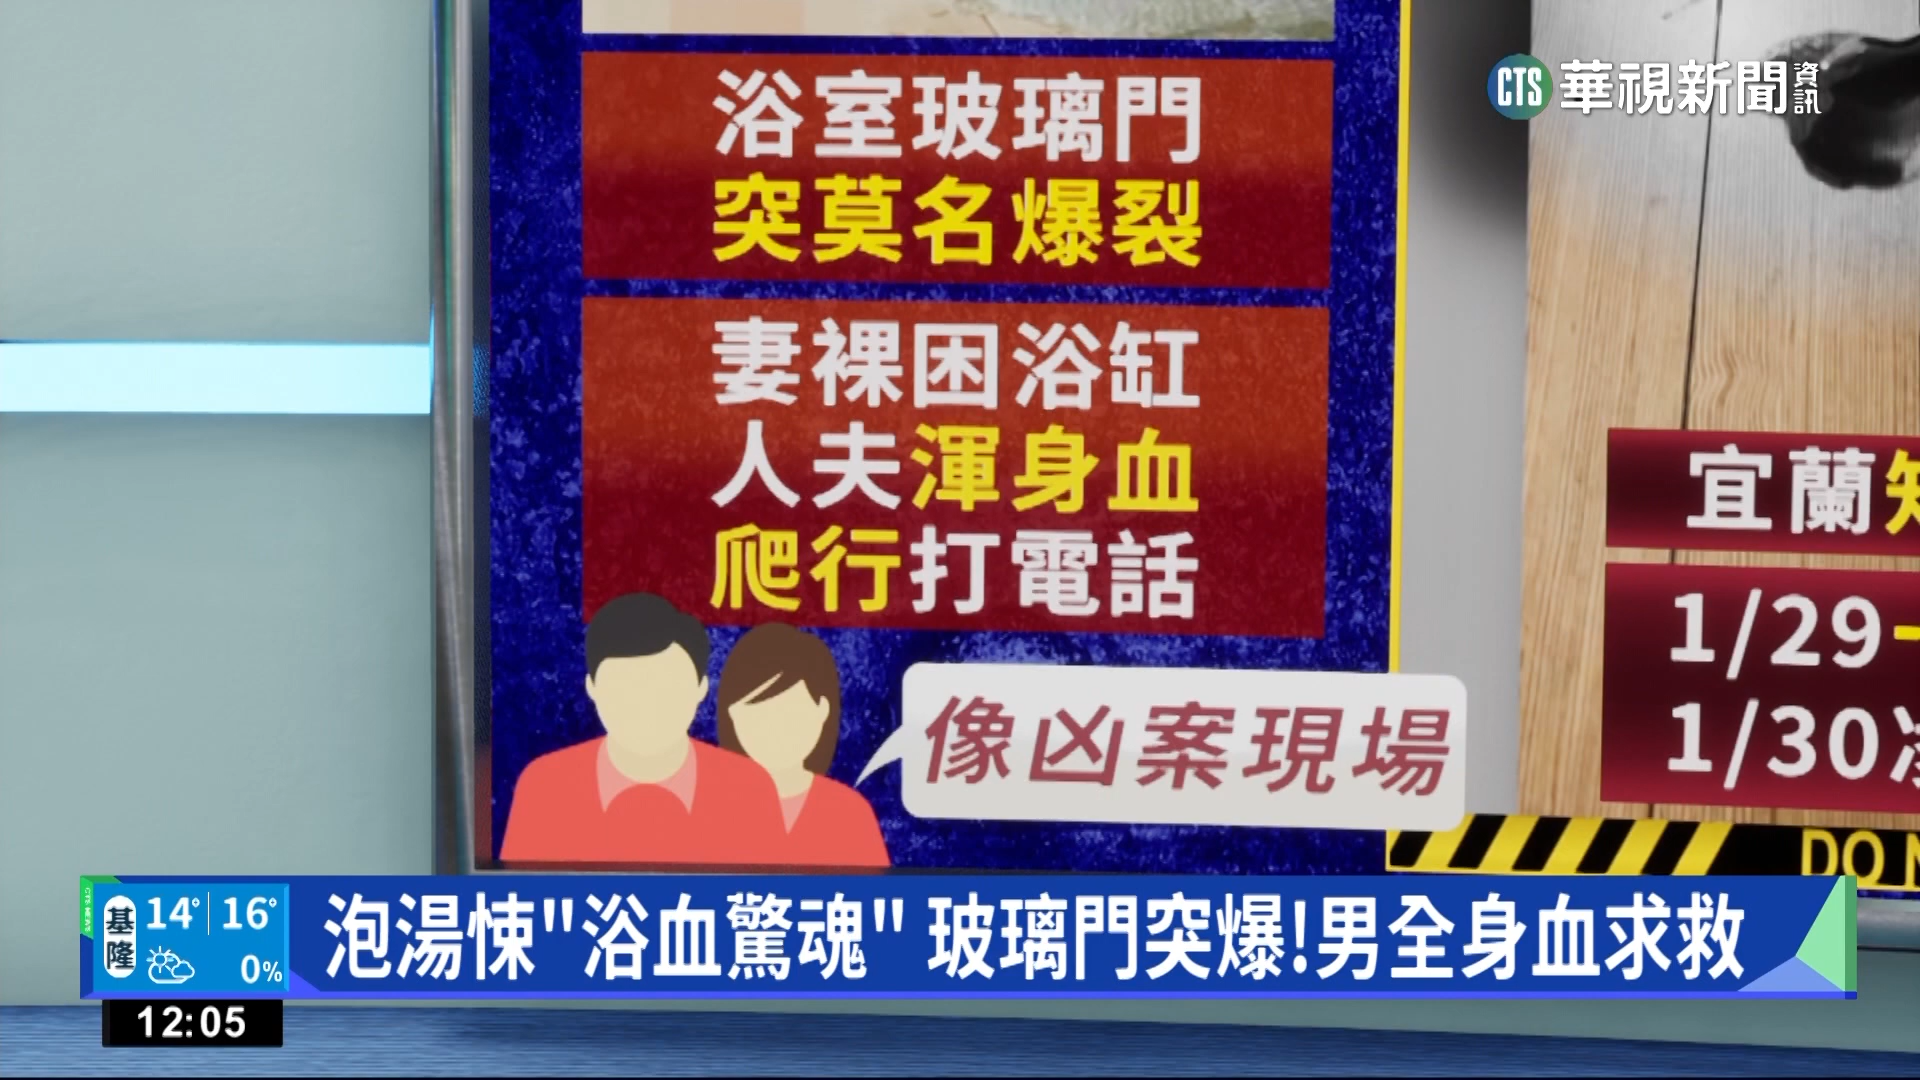 CTS 華視新聞資訊
浴室玻璃門
突莫名爆裂
妻裸困浴缸
人夫渾身血
爬行打電話
像凶案現場
宜蘭
1/29
1/30
DO
基隆 14° 16°
0%
泡湯悚"浴血驚魂" 玻璃門突爆!男全身血求救
12:05